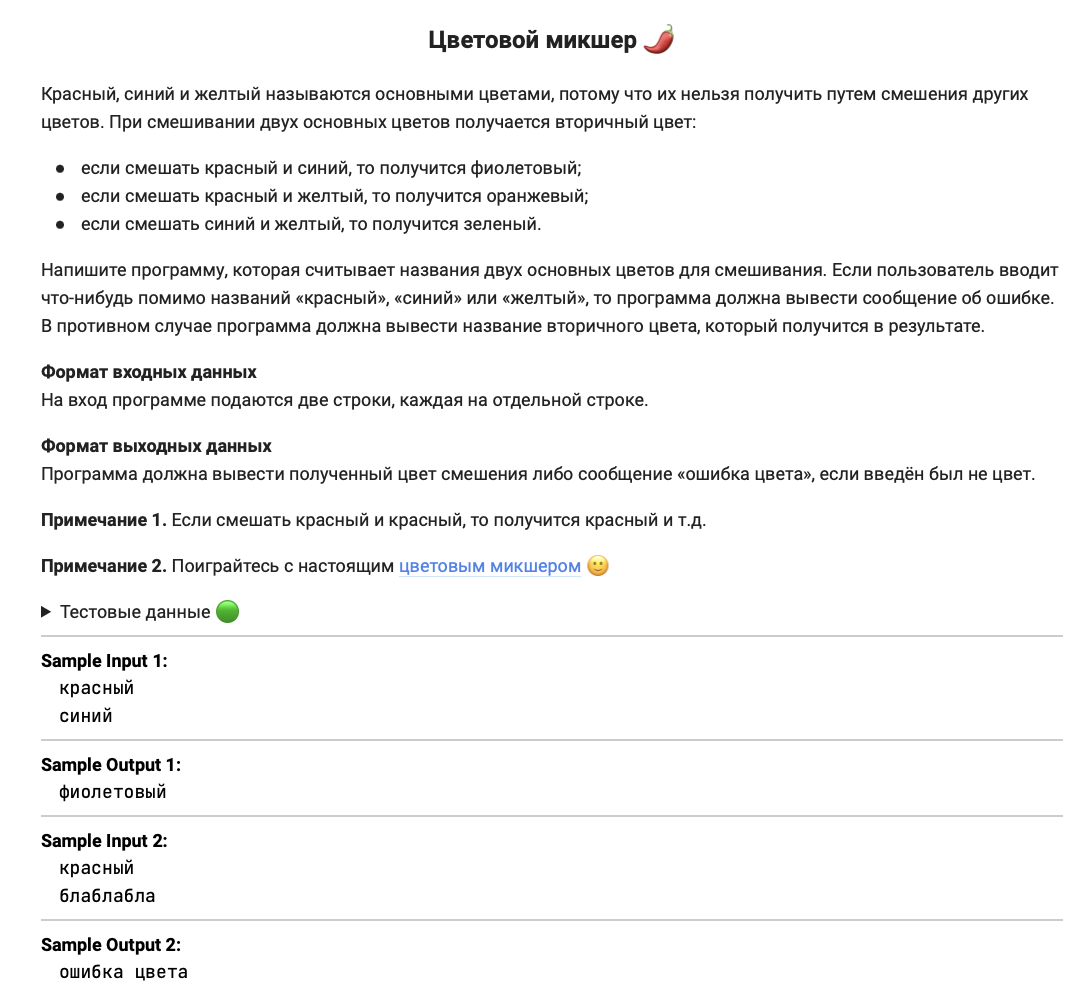 Цветовой микшер 🌶️
Красный, синий и желтый называются основными цветами, потому что их нельзя получить путем смешения других
цветов. При смешивании двух основных цветов получается вторичный цвет:
● если смешать красный и синий, то получится фиолетовый;
● если смешать красный и желтый, то получится оранжевый;
● если смешать синий и желтый, то получится зеленый.
Напишите программу, которая считывает названия двух основных цветов для смешивания. Если пользователь вводит
что-нибудь помимо названий «красный», «синий» или «желтый», то программа должна вывести сообщение об ошибке.
В противном случае программа должна вывести название вторичного цвета, который получится в результате.
Формат входных данных
На вход программе подаются две строки, каждая на отдельной строке.
Формат выходных данных
Программа должна вывести полученный цвет смешения либо сообщение «ошибка цвета», если введён был не цвет.
Примечание 1. Если смешать красный и красный, то получится красный и т.д.
Примечание 2. Поиграйтесь с настоящим цветовым микшером 🙂
▶ Тестовые данные 🟢
Sample Input 1:
красный
синий
Sample Output 1:
фиолетовый
Sample Input 2:
красный
блаблабла
Sample Output 2:
ошибка цвета